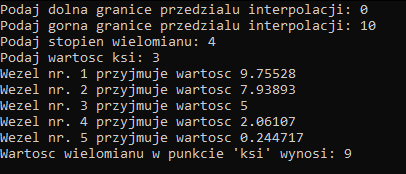 Podaj dolna granice przedzialu interpolacji: 0
Podaj gorna granice przedzialu interpolacji: 10
Podaj stopien wielomianu: 4
Podaj wartosc ksi: 3
Wezel nr. 1 przyjmuje wartosc 9.75528
Wezel nr. 2 przyjmuje wartosc 7.93893
Wezel nr. 3 przyjmuje wartosc 5
Wezel nr. 4 przyjmuje wartosc 2.06107
Wezel nr. 5 przyjmuje wartosc 0.244717
Wartosc wielomianu w punkcie 'ksi' wynosi: 9